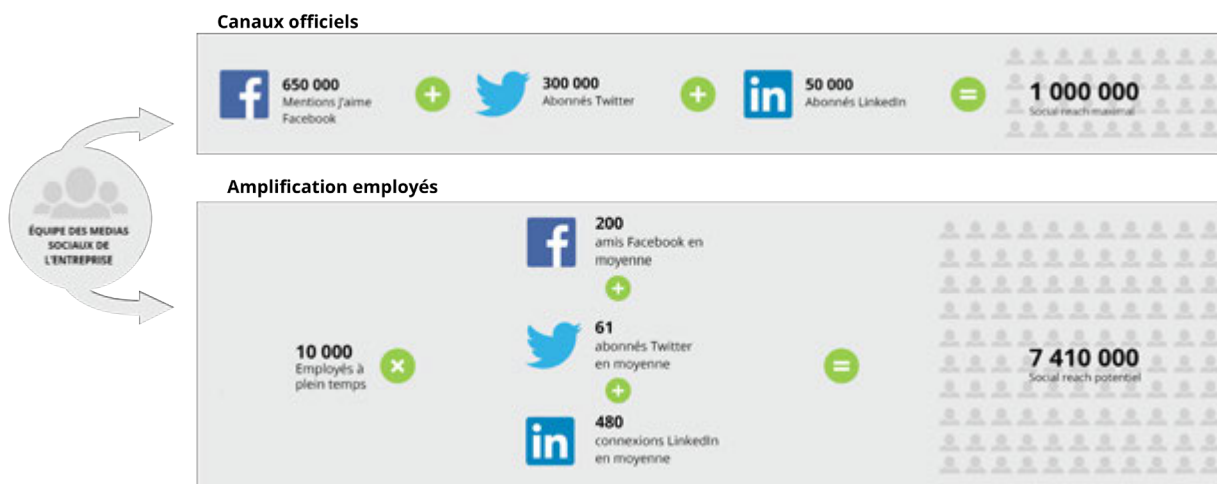 Canaux officiels
650 000
Mentions J'aime
Facebook
300 000
Abonnés Twitter
50 000
Abonnés LinkedIn
1 000 000
Social reach maximal
ÉQUIPE DES MEDIAS
SOCIAUX DE
L'ENTREPRISE
Amplification employés
10 000
Employés à
plein temps
200
amis Facebook en
moyenne
61
abonnés Twitter
en moyenne
480
connexions LinkedIn
en moyenne
7 410 000
Social reach potentiel